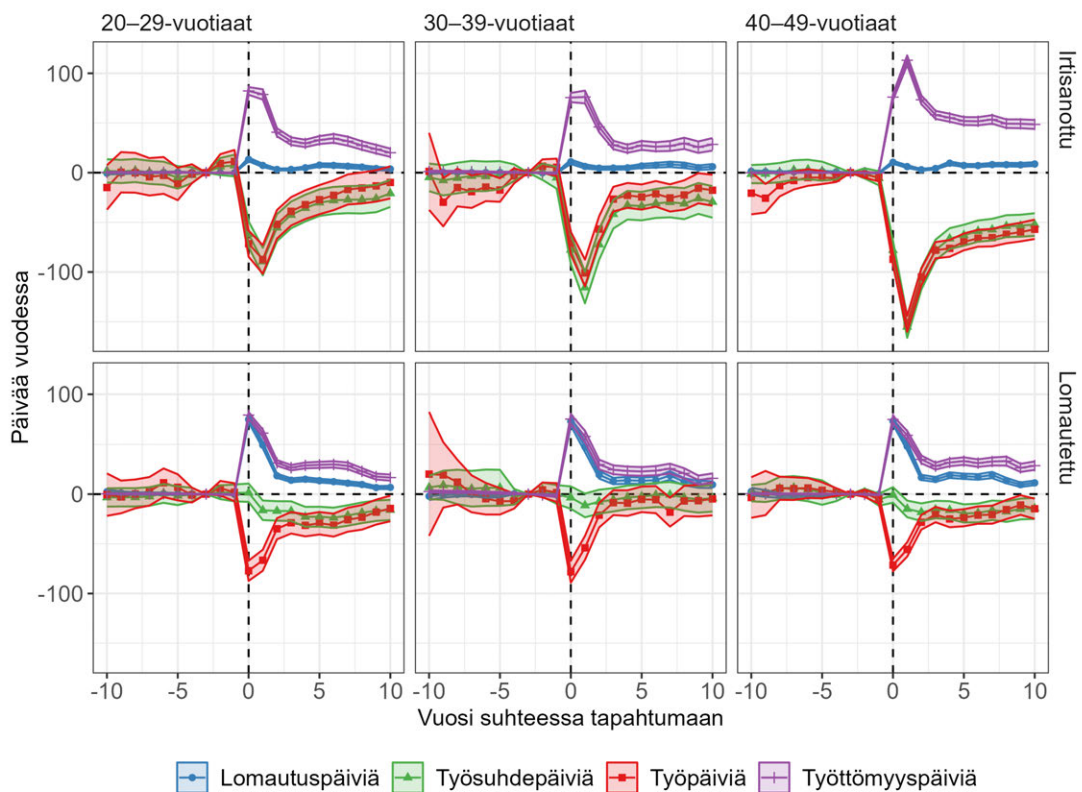 20–29-vuotiaat 30–39-vuotiaat 40–49-vuotiaat
100
0
-100
Irtisanottu
Päivää vuodessa
100
0
-100
Lomautettu
-10 -5 0 5 10 -10 -5 0 5 10 -10 -5 0 5 10
Vuosi suhteessa tapahtumaan
Lomautuspäiviä Työsuhdepäiviä Työpäiviä Työttömyyspäiviä